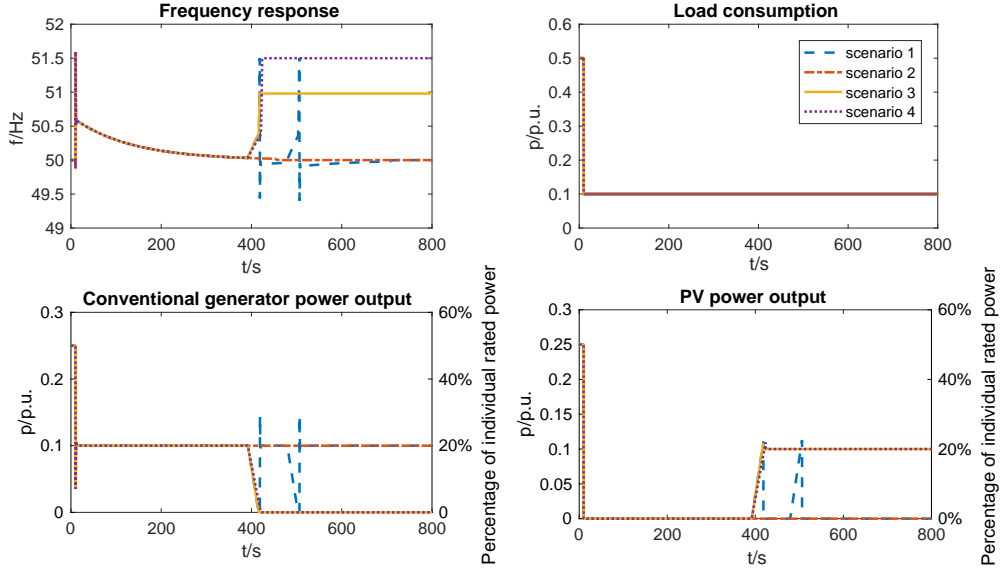 Frequency response
52
51.5
51
50.5
50
49.5
49
f/Hz
0 200 400 600 800
t/s
Load consumption
0.6
0.5
0.4
0.3
0.2
0.1
0
p/p.u.
0 200 400 600 800
t/s
scenario 1
scenario 2
scenario 3
scenario 4
Conventional generator power output
0.3
0.2
0.1
0
p/p.u.
0 200 400 600 800
t/s
60%
40%
20%
0
Percentage of individual rated power
PV power output
0.3
0.25
0.2
0.15
0.1
0.05
0
p/p.u.
0 200 400 600 800
t/s
60%
40%
20%
0%
Percentage of individual rated power